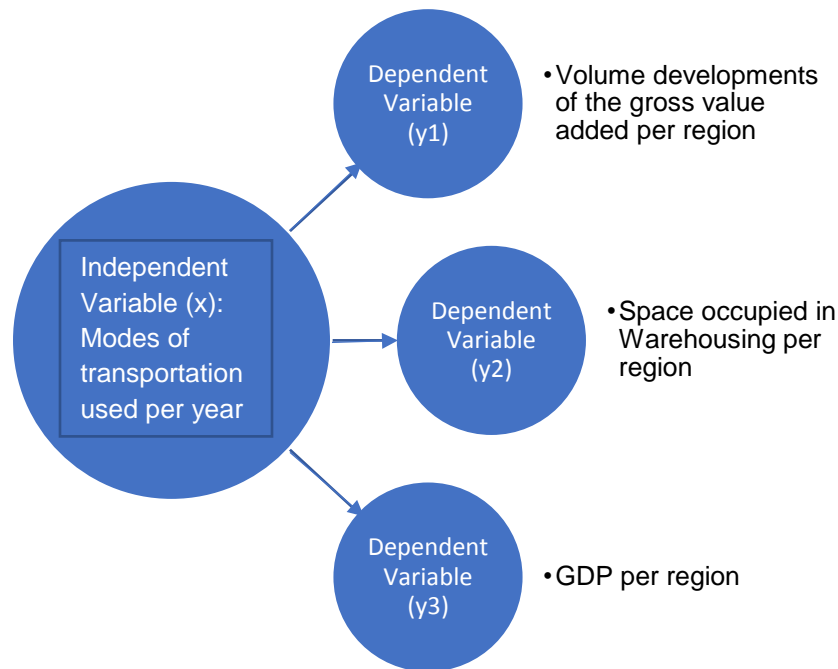 Dependent
Variable
(y1)
•Volume developments
of the gross value
added per region
Independent
Variable (x):
Modes of
transportation
used per year
Dependent
Variable
(y2)
•Space occupied in
Warehousing per
region
Dependent
Variable
(y3)
•GDP per region